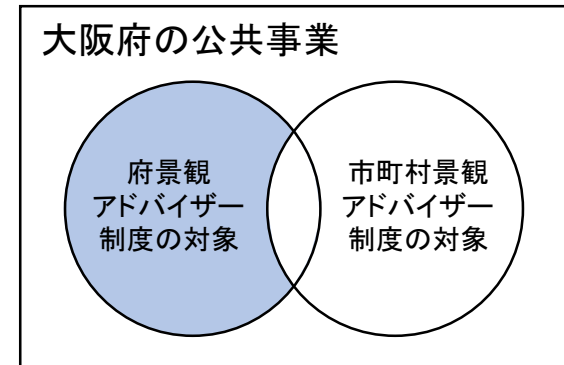 大阪府の公共事業
府景観
アドバイザー
制度の対象
市町村景観
アドバイザー
制度の対象